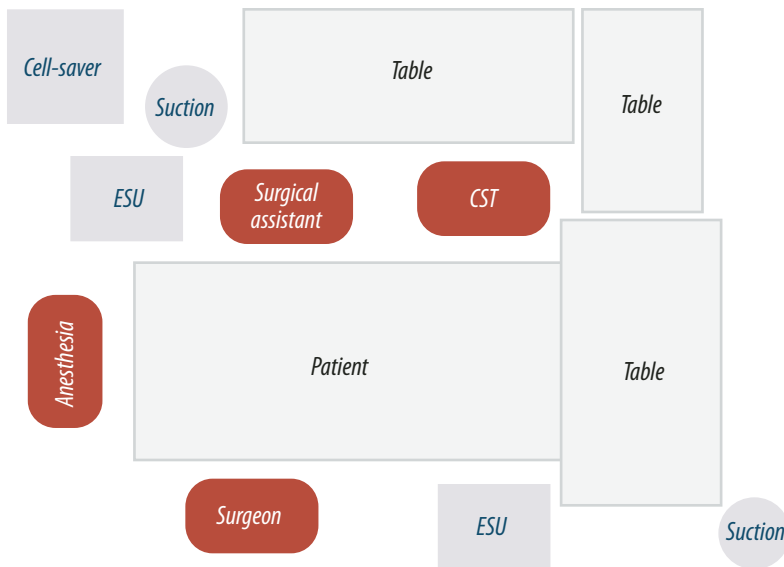 Cell-saver
Suction
Table
Table
ESU
Surgical
assistant
CST
Anesthesia
Patient
Table
Surgeon
ESU
Suction